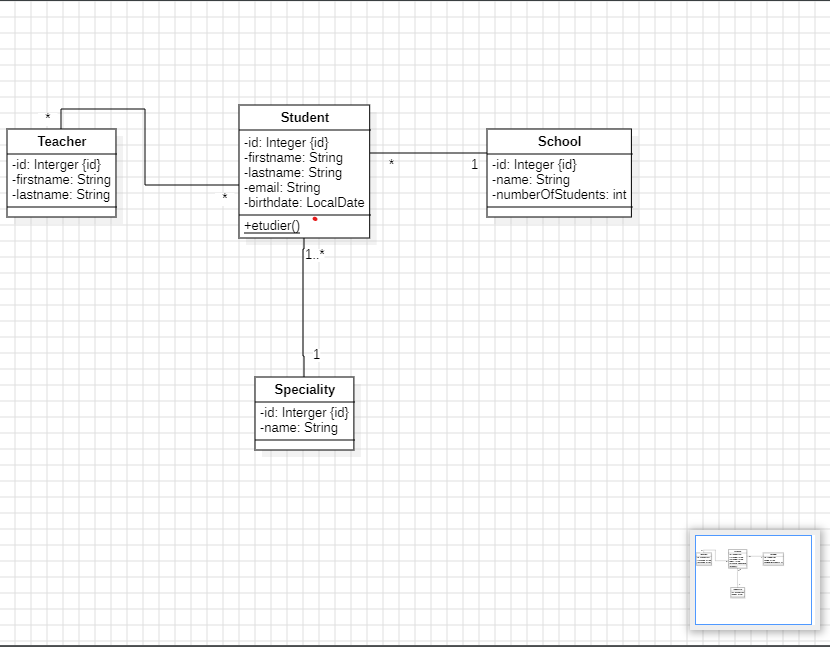 *
Teacher
-id: Interger {id}
-firstname: String
-lastname: String
*
Student
-id: Integer {id}
-firstname: String
-lastname: String
-email: String
-birthdate: LocalDate
+etudier()
*
1
School
-id: Integer {id}
-name: String
-numberOfStudents: int
1..*
1
Speciality
-id: Interger {id}
-name: String